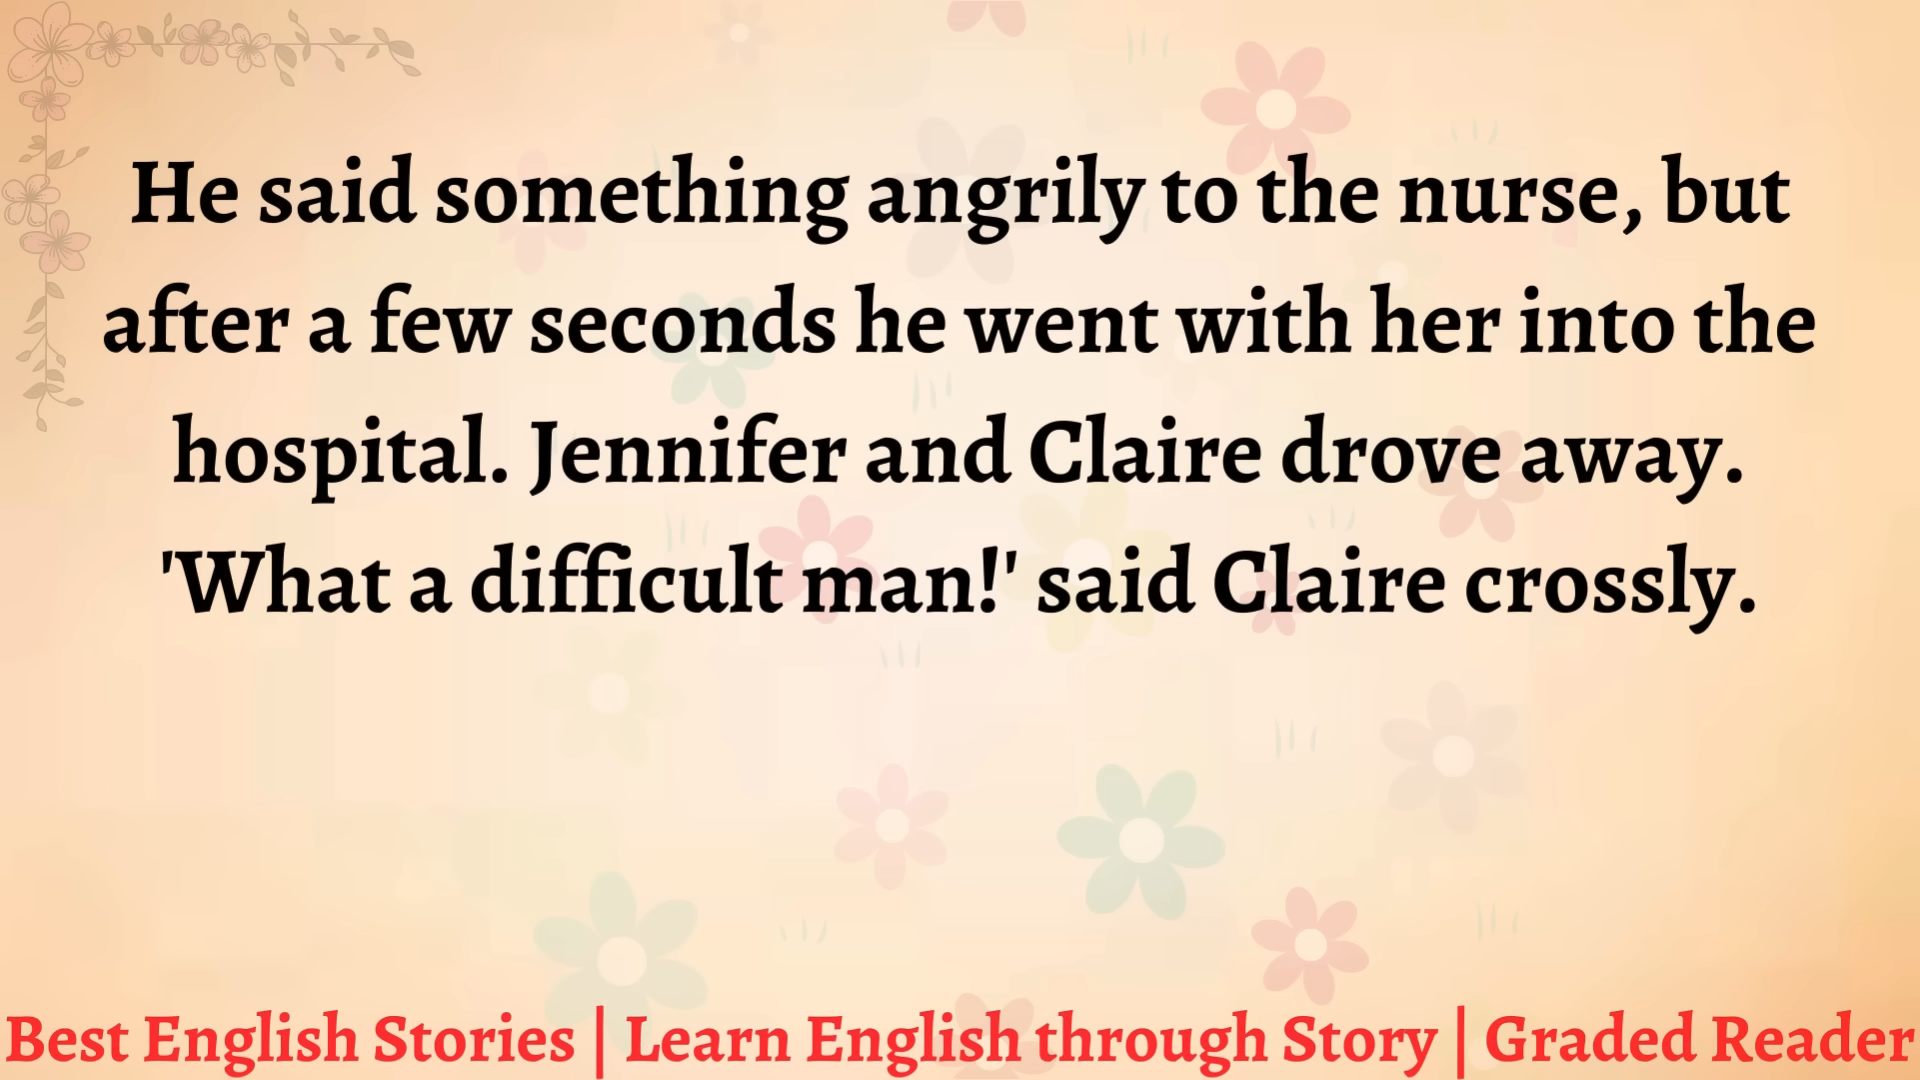 He said something angrily to the nurse, but
after a few seconds he went with her into the
hospital. Jennifer and Claire drove away.
'What a difficult man!' said Claire crossly.
Best English Stories | Learn English through Story | Graded Reader